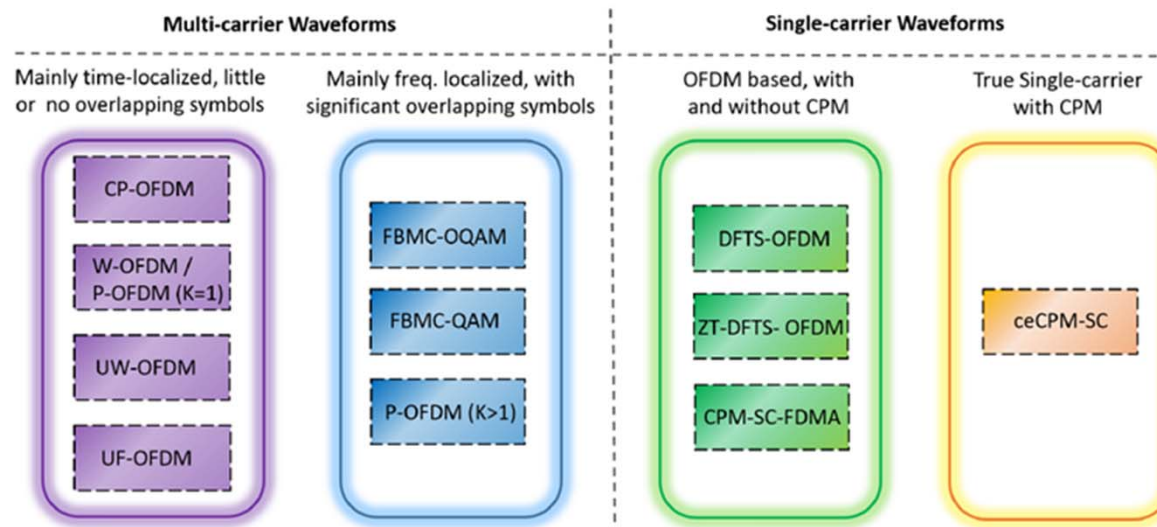 Multi-carrier Waveforms
Single-carrier Waveforms
Mainly time-localized, little
or no overlapping symbols
Mainly freq. localized, with
significant overlapping symbols
OFDM based, with
and without CPM
True Single-carrier
with CPM
CP-OFDM
W-OFDM /
P-OFDM (K=1)
UW-OFDM
UF-OFDM
FBMC-OQAM
FBMC-QAM
P-OFDM (K>1)
DFTS-OFDM
ZT-DFTS- OFDM
CPM-SC-FDMA
ceCPM-SC